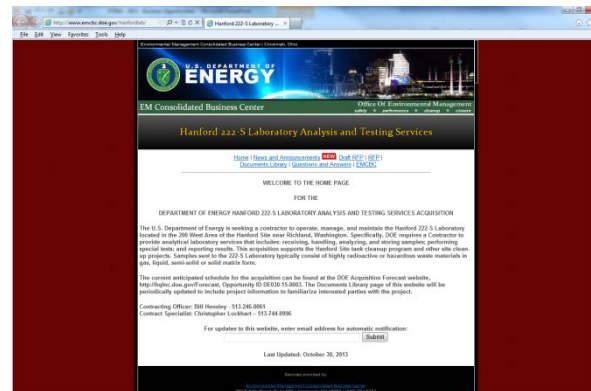 http://www.emcbc.doe.gov/hanfordlab/
Hanford 222-S Laboratory ...
File Edit View Favorites Tools Help
Environmental Management Consolidated Business Center | Cincinnati, Ohio
U.S. DEPARTMENT OF
ENERGY
EM Consolidated Business Center
Office Of Environmental Management
safety performance cleanup closure
Hanford 222-S Laboratory Analysis and Testing Services
Home | News and Announcements NEW Draft RFP | RFP |
Documents Library | Questions and Answers | EMCBC
WELCOME TO THE HOME PAGE
FOR THE
DEPARTMENT OF ENERGY HANFORD 222-S LABORATORY ANALYSIS AND TESTING SERVICES ACQUISITION
The U.S. Department of Energy is seeking a contractor to operate, manage, and maintain the Hanford 222-S Laboratory
located in the 200 West Area of the Hanford Site near Richland, Washington. Specifically, DOE requires a Contractor to
provide analytical laboratory services that includes: receiving, handling, analyzing, and storing samples; performing
special tests; and reporting results. This acquisition supports the Hanford Site tank cleanup program and other site clean
up projects. Samples sent to the 222-S Laboratory typically consist of highly radioactive or hazardous waste materials in
gas, liquid, semi-solid or solid matrix form.
The current anticipated schedule for the acquisition can be found at the DOE Acquisition Forecast website,
http://hqlnc.doe.gov/Forecast, Opportunity ID DE030-15-0003. The Documents Library page of this website will be
periodically updated to include project information to familiarize interested parties with the project.
Contracting Officer: Bill Hensley - 513.246.0061
Contract Specialist: Christopher Lockhart - 513.744.0996
For updates to this website, enter email address for automatic notification:
Submit
Last Updated: October 30, 2013
Services provided by:
Environmental Management Consolidated Business Center